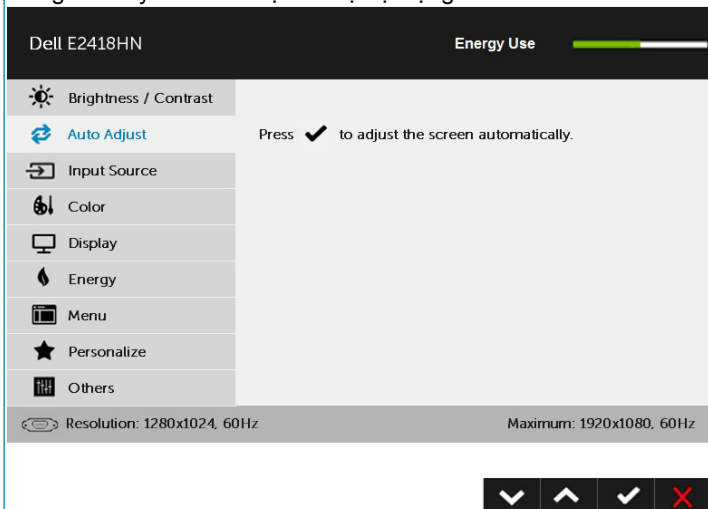 Dell E2418HN
Energy Use
Brightness / Contrast
Auto Adjust
Press ✔ to adjust the screen automatically.
Input Source
Color
Display
Energy
Menu
Personalize
Others
Resolution: 1280x1024, 60Hz
Maximum: 1920x1080, 60Hz